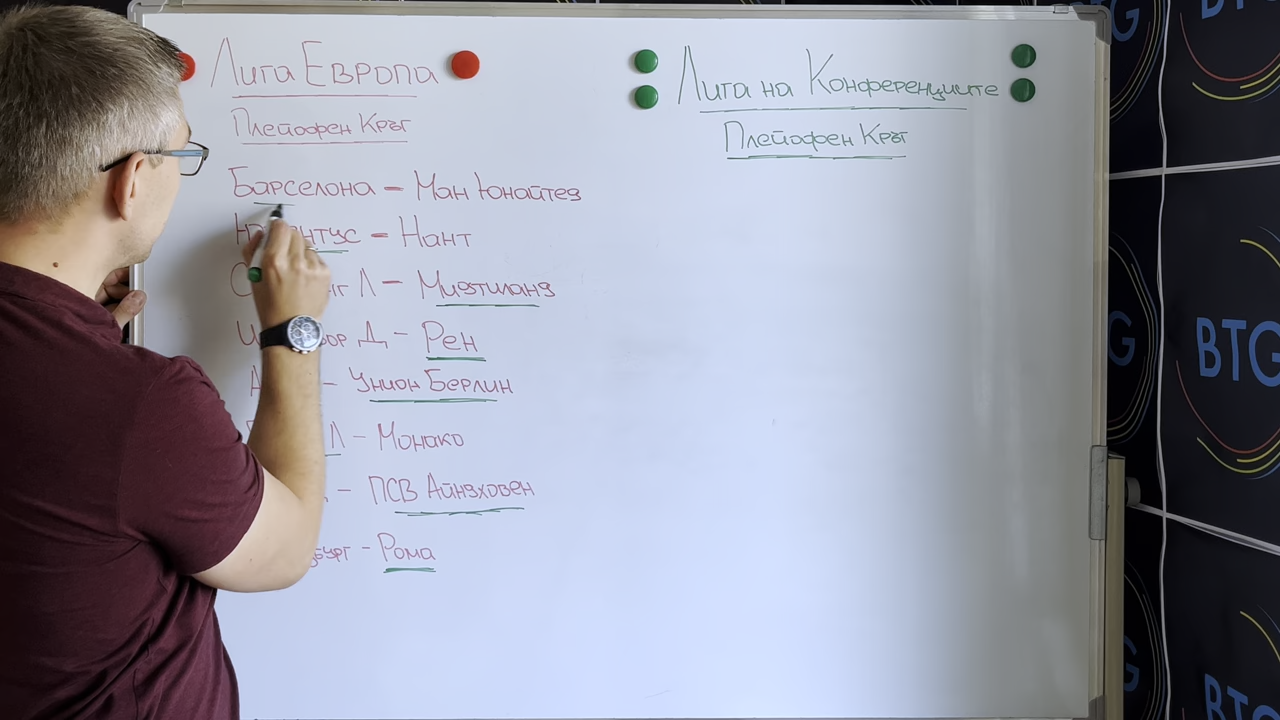 Лига Европа
Плейофен Кръг
Барселона - Ман Юнайтед
- Нант
Л - Мидтиланд
Д - Рен
- Унион Берлин
Л - Монако
- ПСВ Айндховен
- Рома
Лига на Конференциите
Плейофен Кръг
BTG
BTG